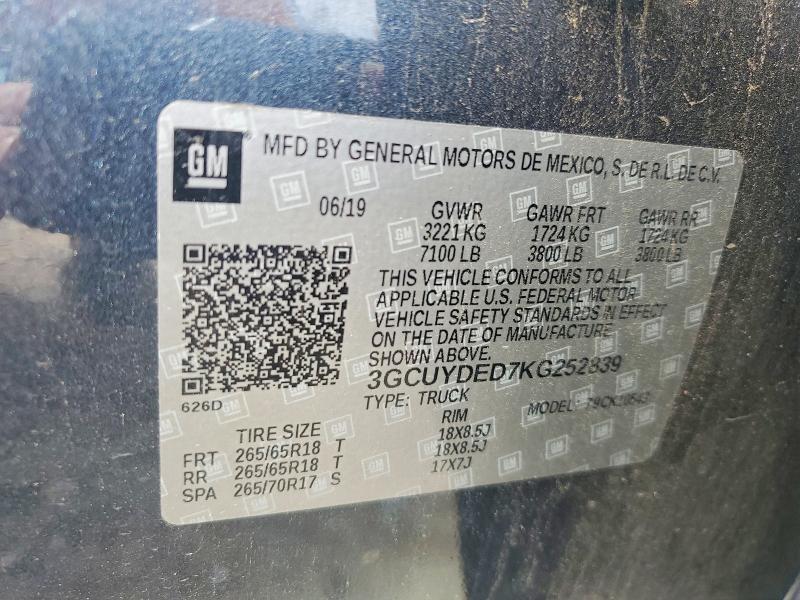 GM
MFD BY GENERAL MOTORS DE MEXICO, S. DE R.L. DE C.V.
06/19 GVWR GAWR FRT GAWR RR
3221 KG 1724 KG 1724 KG
7100 LB 3800 LB 3800 LB
THIS VEHICLE CONFORMS TO ALL
APPLICABLE U.S. FEDERAL MOTOR
VEHICLE SAFETY STANDARDS IN EFFECT
ON THE DATE OF MANUFACTURE
SHOWN ABOVE.
3GCUYDED7KG252839
626D TYPE: TRUCK MODEL:
TIRE SIZE RIM
FRT 265/65R18 T 18X8.5J
RR 265/65R18 T 18X8.5J
SPA 265/70R17 S 17X7J